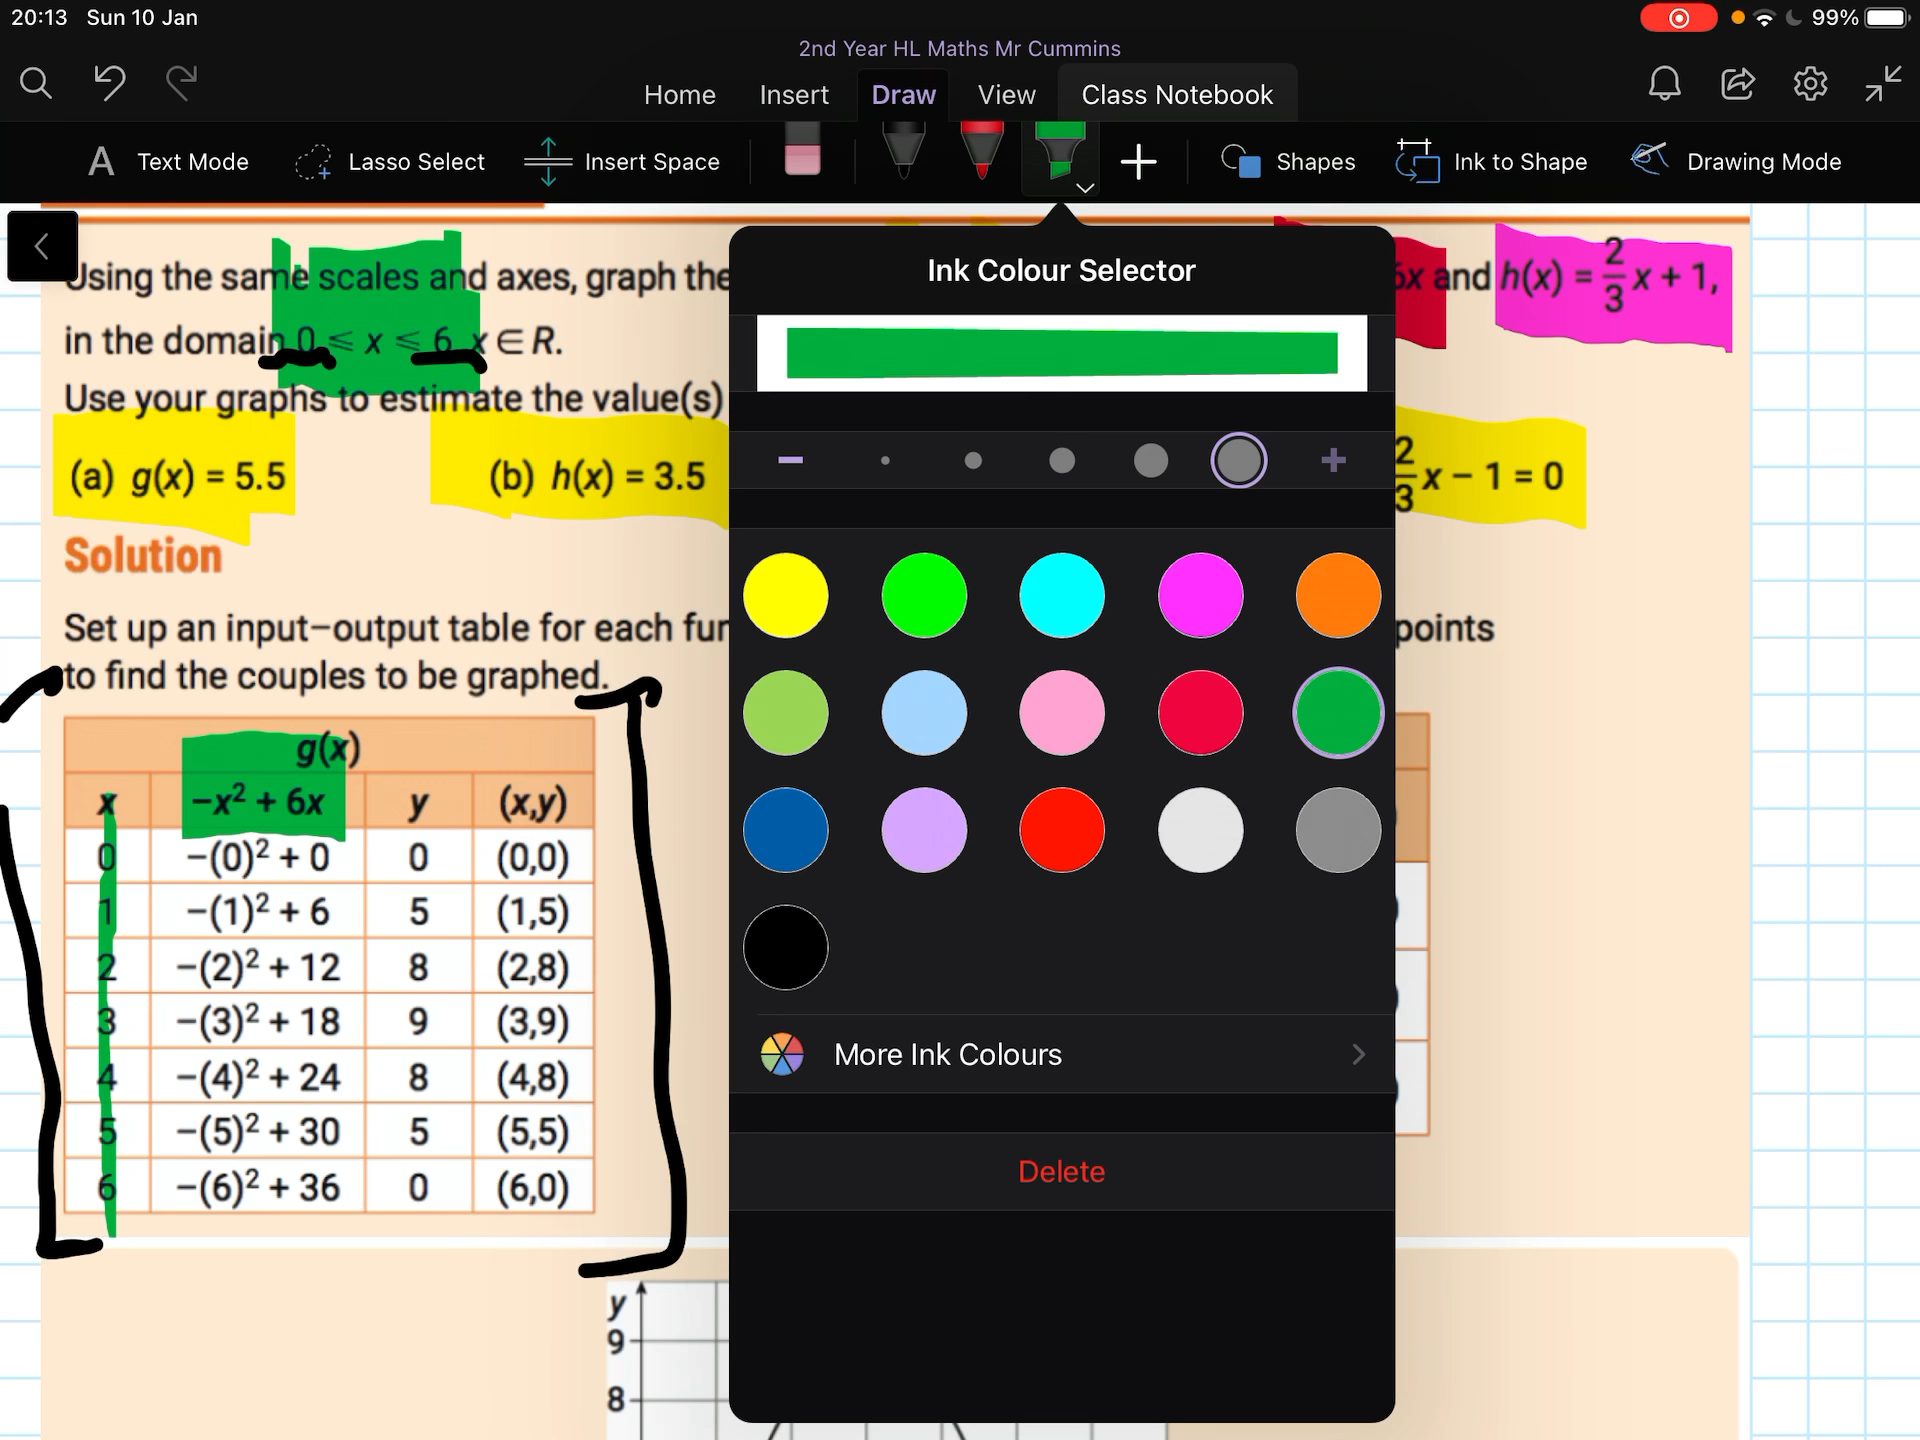 20:13 Sun 10 Jan 99%
2nd Year HL Maths Mr Cummins
Home Insert Draw View Class Notebook
A Text Mode Lasso Select Insert Space Shapes Ink to Shape Drawing Mode
Ink Colour Selector
Using the same scales and axes, graph the 6x and h(x) = 2/3 x + 1,
in the domain 0 ≤ x ≤ 6 x ∈ R.
Use your graphs to estimate the value(s)
(a) g(x) = 5.5 (b) h(x) = 3.5 2/3 x − 1 = 0
Solution
Set up an input–output table for each points
to find the couples to be graphed.
g(x)
x −x² + 6x y (x,y)
0 −(0)² + 0 0 (0,0)
1 −(1)² + 6 5 (1,5)
2 −(2)² + 12 8 (2,8)
3 −(3)² + 18 9 (3,9)
4 −(4)² + 24 8 (4,8)
5 −(5)² + 30 5 (5,5)
6 −(6)² + 36 0 (6,0)
More Ink Colours
Delete
y
9
8